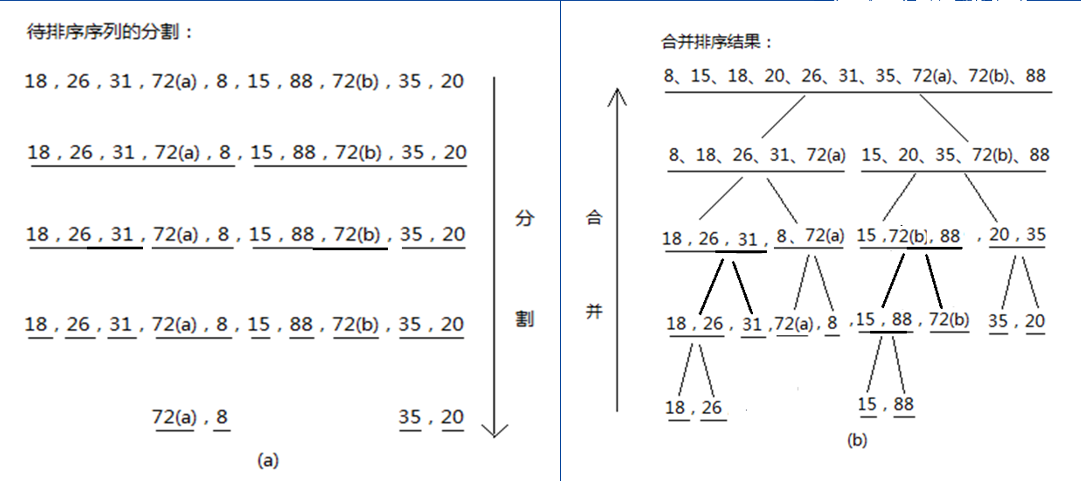 待排序序列的分割：
18，26，31，72(a)，8，15，88，72(b)，35，20
18，26，31，72(a)，8，15，88，72(b)，35，20
18，26，31，72(a)，8，15，88，72(b)，35，20
18，26，31，72(a)，8，15，88，72(b)，35，20
72(a)，8
35，20
分
割
(a)
合并排序结果：
8、15、18、20、26、31、35、72(a)、72(b)、88
8、18、26、31、72(a)
15、20、35、72(b)、88
18，26，31，8、72(a)
15,72(b),88
，20，35
18，26，31,72(a)，8
,15，88，72(b)
35，20
18，26
15，88
合
并
(b)